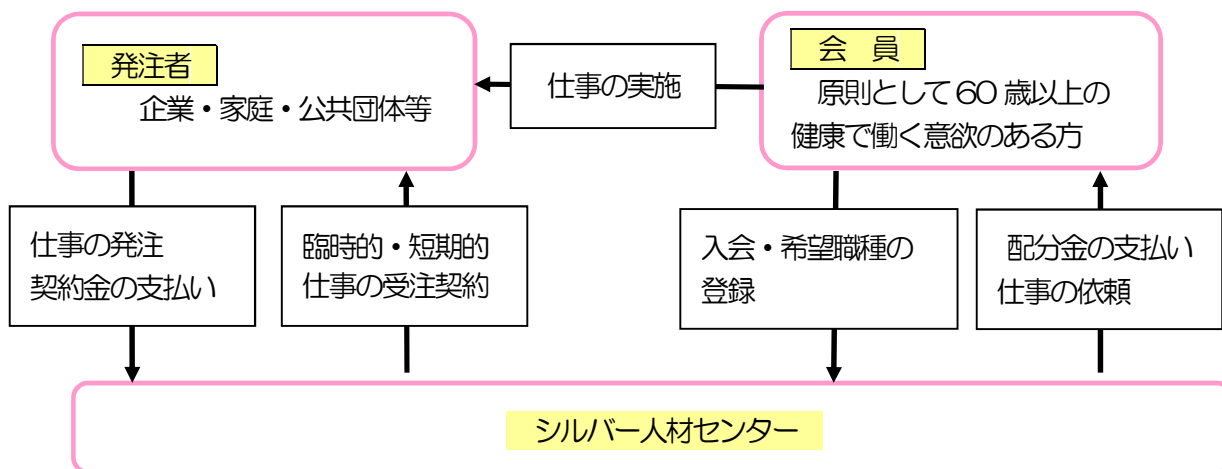 発注者
企業・家庭・公共団体等
仕事の実施
会　員
原則として60歳以上の
健康で働く意欲のある方
仕事の発注
契約金の支払い
臨時的・短期的
仕事の受注契約
入会・希望職種の
登録
配分金の支払い
仕事の依頼
シルバー人材センター